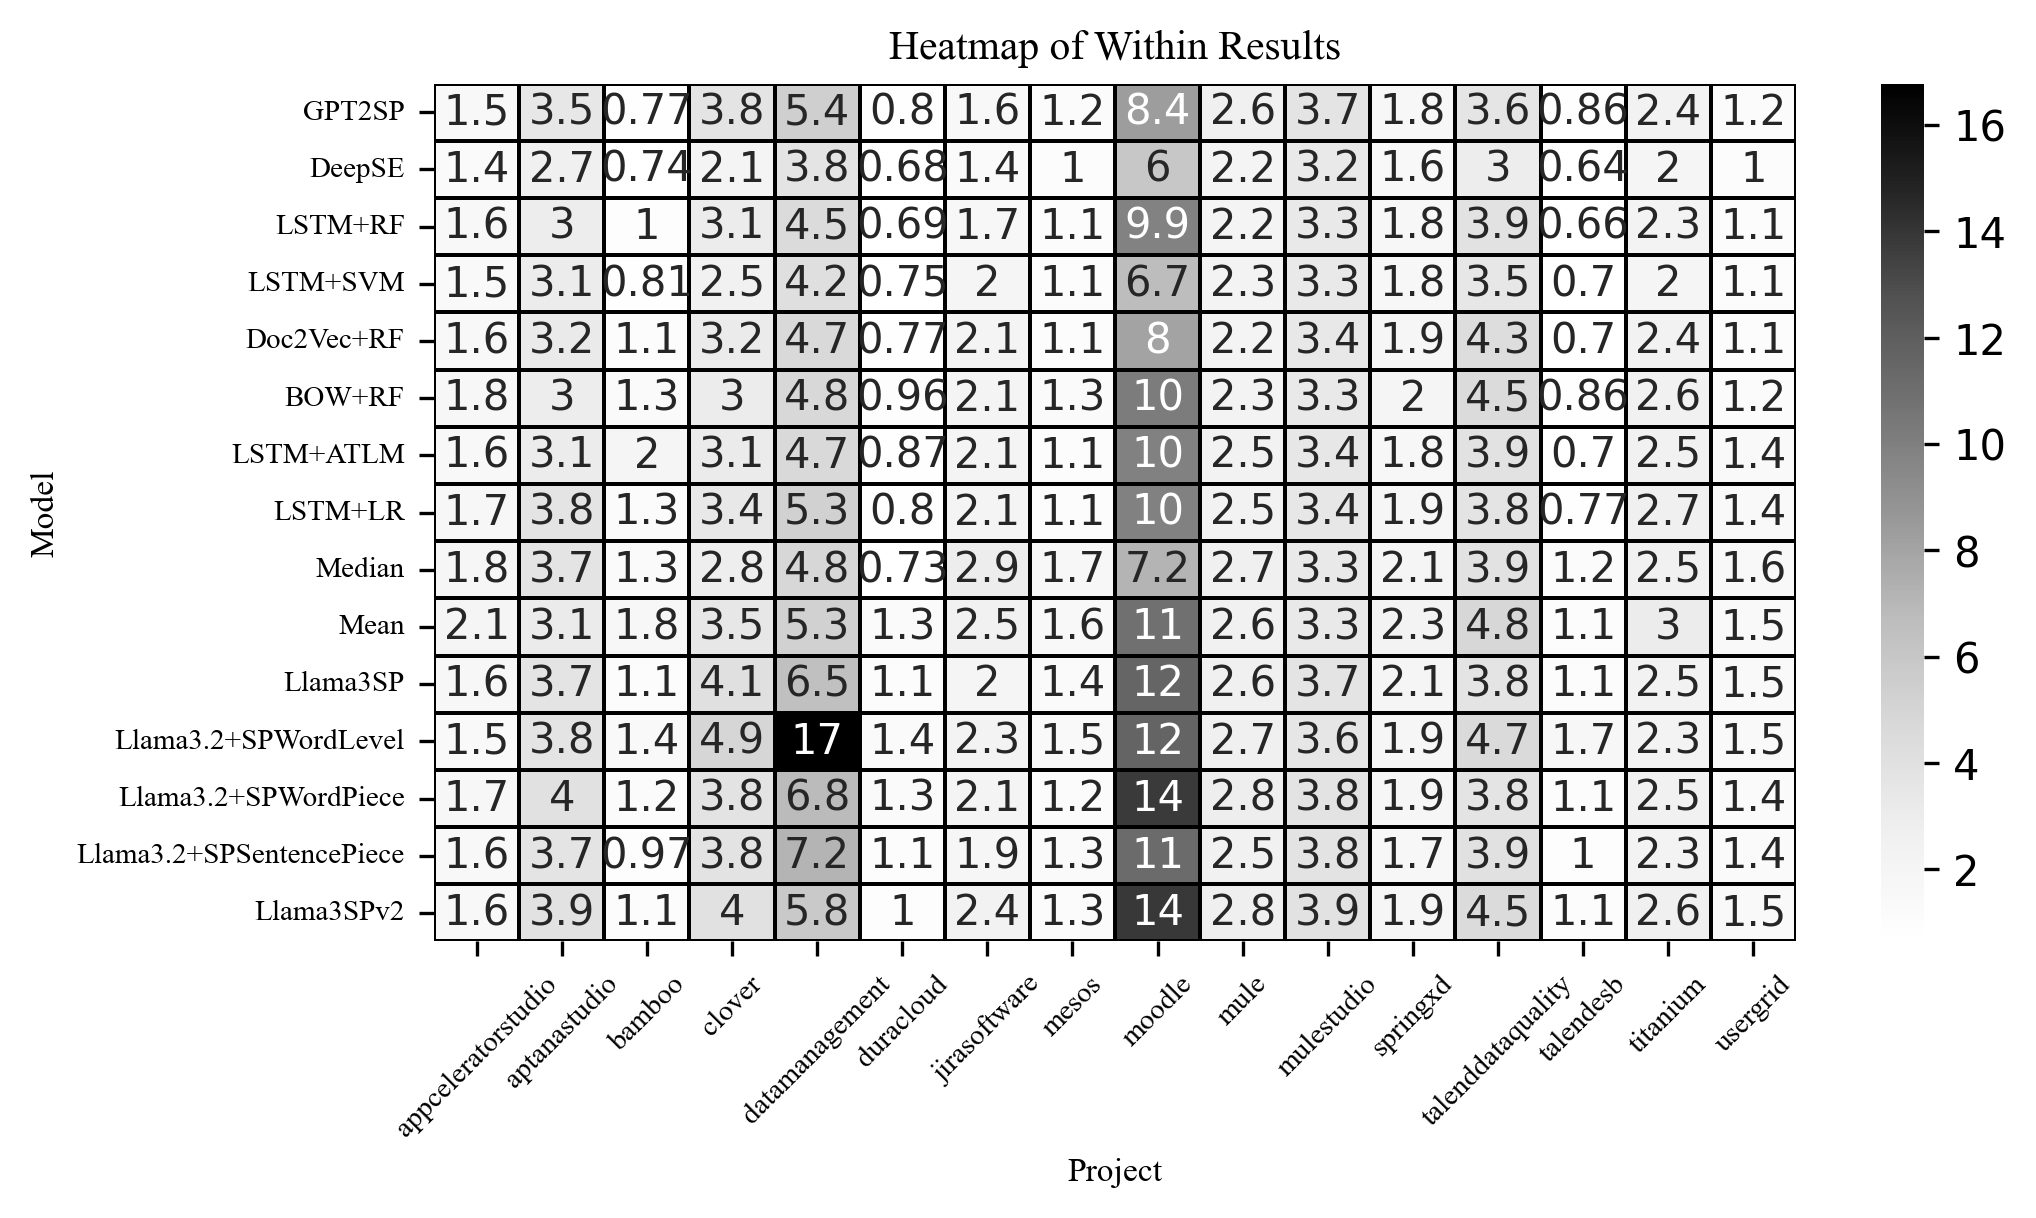 Heatmap of Within Results
GPT2SP 1.5 3.5 0.77 3.8 5.4 0.8 1.6 1.2 8.4 2.6 3.7 1.8 3.6 0.86 2.4 1.2
DeepSE 1.4 2.7 0.74 2.1 3.8 0.68 1.4 1 6 2.2 3.2 1.6 3 0.64 2 1
LSTM+RF 1.6 3 1 3.1 4.5 0.69 1.7 1.1 9.9 2.2 3.3 1.8 3.9 0.66 2.3 1.1
LSTM+SVM 1.5 3.1 0.81 2.5 4.2 0.75 2 1.1 6.7 2.3 3.3 1.8 3.5 0.7 2 1.1
Doc2Vec+RF 1.6 3.2 1.1 3.2 4.7 0.77 2.1 1.1 8 2.2 3.4 1.9 4.3 0.7 2.4 1.1
BOW+RF 1.8 3 1.3 3 4.8 0.96 2.1 1.3 10 2.3 3.3 2 4.5 0.86 2.6 1.2
LSTM+ATLM 1.6 3.1 2 3.1 4.7 0.87 2.1 1.1 10 2.5 3.4 1.8 3.9 0.7 2.5 1.4
LSTM+LR 1.7 3.8 1.3 3.4 5.3 0.8 2.1 1.1 10 2.5 3.4 1.9 3.8 0.77 2.7 1.4
Median 1.8 3.7 1.3 2.8 4.8 0.73 2.9 1.7 7.2 2.7 3.3 2.1 3.9 1.2 2.5 1.6
Mean 2.1 3.1 1.8 3.5 5.3 1.3 2.5 1.6 11 2.6 3.3 2.3 4.8 1.1 3 1.5
Llama3SP 1.6 3.7 1.1 4.1 6.5 1.1 2 1.4 12 2.6 3.7 2.1 3.8 1.1 2.5 1.5
Llama3.2+SPWordLevel 1.5 3.8 1.4 4.9 17 1.4 2.3 1.5 12 2.7 3.6 1.9 4.7 1.7 2.3 1.5
Llama3.2+SPWordPiece 1.7 4 1.2 3.8 6.8 1.3 2.1 1.2 14 2.8 3.8 1.9 3.8 1.1 2.5 1.4
Llama3.2+SPSentencePiece 1.6 3.7 0.97 3.8 7.2 1.1 1.9 1.3 11 2.5 3.8 1.7 3.9 1 2.3 1.4
Llama3SPv2 1.6 3.9 1.1 4 5.8 1 2.4 1.3 14 2.8 3.9 1.9 4.5 1.1 2.6 1.5
Model
appceleratorstudio
aptanastudio
bamboo
clover
datamanagement
duracloud
jirasoftware
mesos
moodle
mule
mulestudio
springxd
talenddataquality
talendesb
titanium
usergrid
Project
16
14
12
10
8
6
4
2